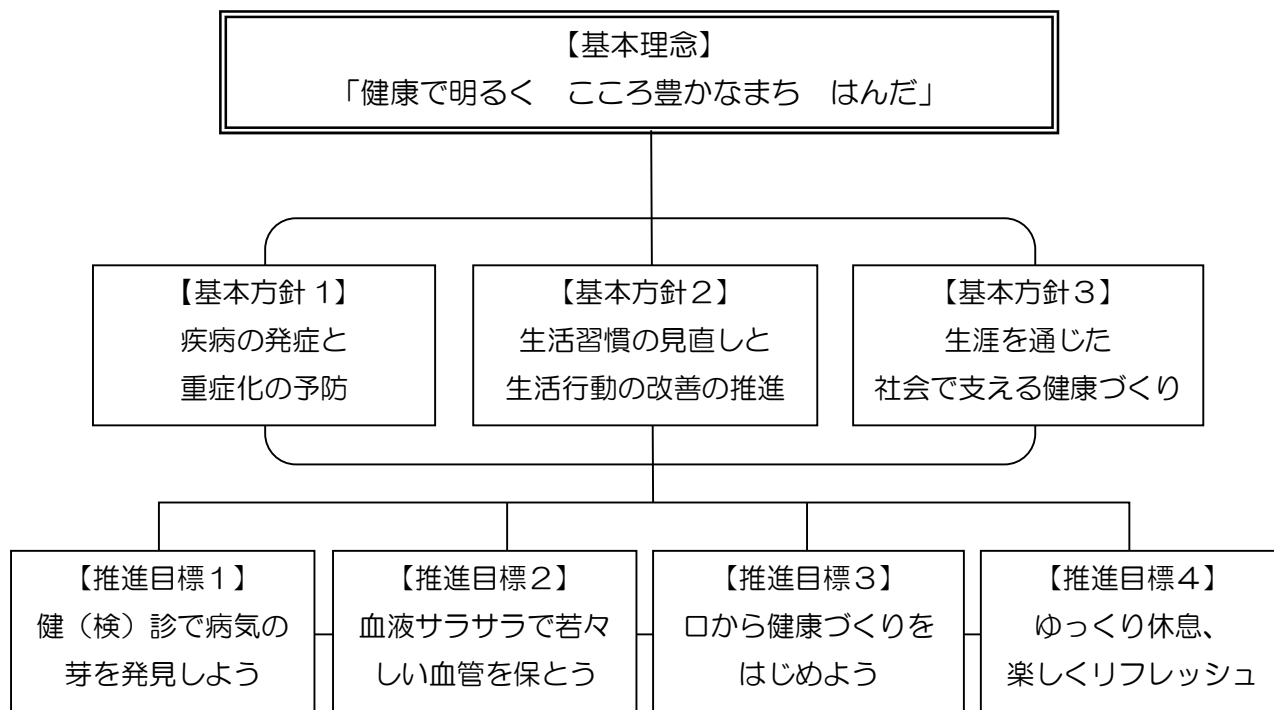 【基本理念】
「健康で明るく　こころ豊かなまち　はんだ」
【基本方針１】
疾病の発症と
重症化の予防
【基本方針２】
生活習慣の見直しと
生活行動の改善の推進
【基本方針３】
生涯を通じた
社会で支える健康づくり
【推進目標１】
健（検）診で病気の
芽を発見しよう
【推進目標２】
血液サラサラで若々
しい血管を保とう
【推進目標３】
口から健康づくりを
はじめよう
【推進目標４】
ゆっくり休息、
楽しくリフレッシュ